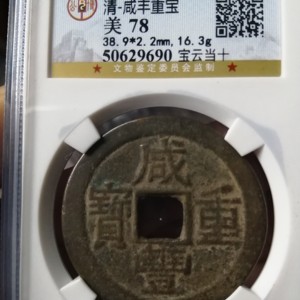 清-咸丰重宝
美 78
38.9*2.2mm,16.3g
50629690 宝云当十
文物鉴定委员会监制
咸
寶 重
豐